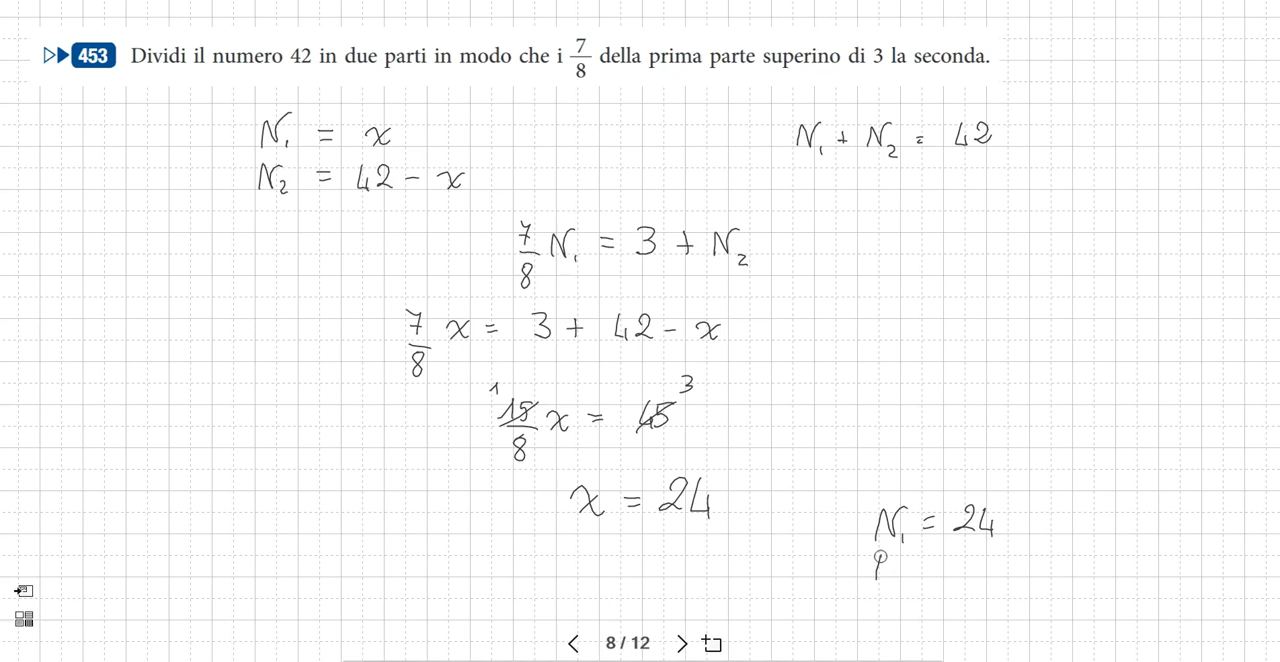 453 Dividi il numero 42 in due parti in modo che i 7/8 della prima parte superino di 3 la seconda.
N₁ = x
N₁ + N₂ = 42
N₂ = 42 - x
7/8 N₁ = 3 + N₂
7/8 x = 3 + 42 - x
1 3
15/8 x = 45
x = 24
N₁ = 24
8 / 12